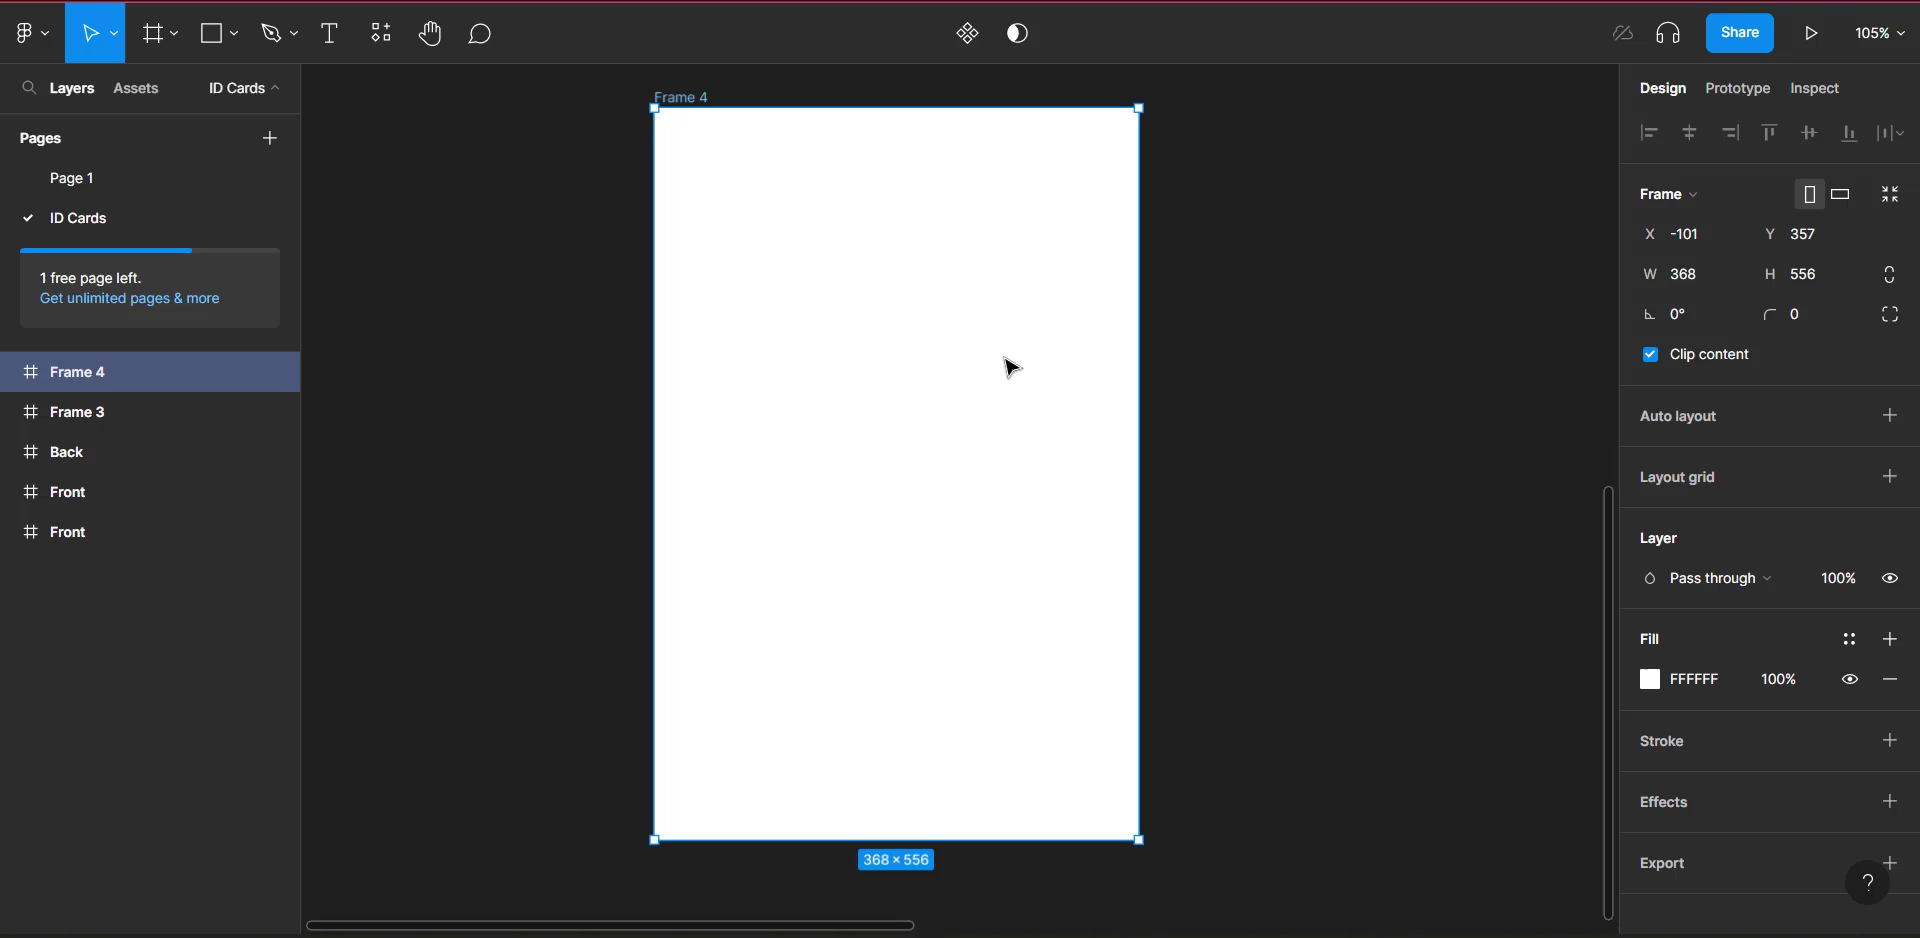 Share
105%
Layers
Assets
ID Cards
Pages
Page 1
ID Cards
1 free page left.
Get unlimited pages & more
Frame 4
Frame 3
Back
Front
Front
Frame 4
368 × 556
Design
Prototype
Inspect
Frame
X -101
Y 357
W 368
H 556
0°
0
Clip content
Auto layout
Layout grid
Layer
Pass through
100%
Fill
FFFFFF
100%
Stroke
Effects
Export
?